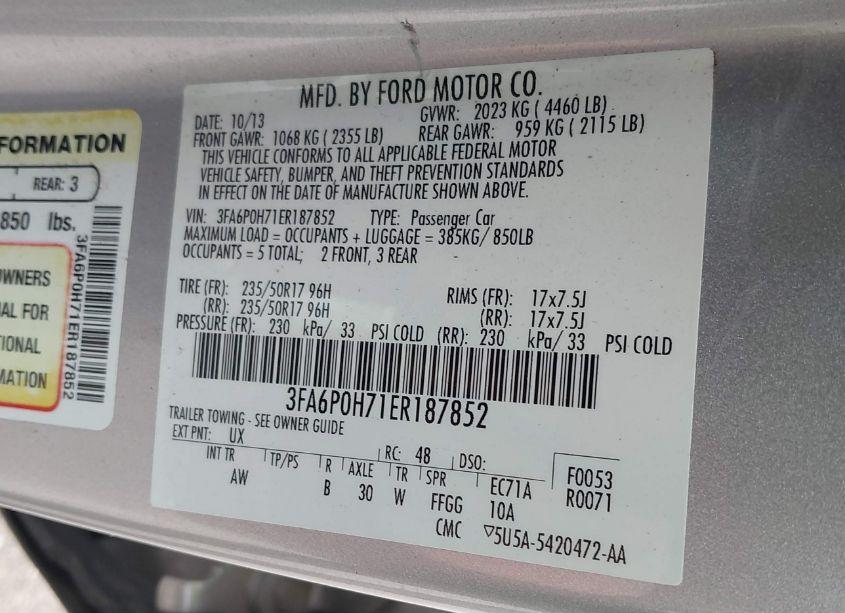 FORMATION
REAR: 3
850 lbs.
OWNERS
AL FOR
TIONAL
MATION
3FA6P0H71ER187852
MFD. BY FORD MOTOR CO.
DATE: 10/13 GVWR: 2023 KG ( 4460 LB)
FRONT GAWR: 1068 KG ( 2355 LB) REAR GAWR: 959 KG ( 2115 LB)
THIS VEHICLE CONFORMS TO ALL APPLICABLE FEDERAL MOTOR
VEHICLE SAFETY, BUMPER, AND THEFT PREVENTION STANDARDS
IN EFFECT ON THE DATE OF MANUFACTURE SHOWN ABOVE.
VIN: 3FA6P0H71ER187852 TYPE: Passenger Car
MAXIMUM LOAD = OCCUPANTS + LUGGAGE = 385KG/ 850LB
OCCUPANTS = 5 TOTAL; 2 FRONT, 3 REAR
TIRE (FR): 235/50R17 96H RIMS (FR): 17x7.5J
(RR): 235/50R17 96H (RR): 17x7.5J
PRESSURE (FR): 230 kPa/ 33 PSI COLD (RR): 230 kPa/ 33 PSI COLD
3FA6P0H71ER187852
TRAILER TOWING - SEE OWNER GUIDE
EXT PNT: UX RC: 48 DSO: F0053
INT TR TP/PS R AXLE TR SPR EC71A R0071
AW B 30 W FFGG 10A
CMC 5U5A-5420472-AA